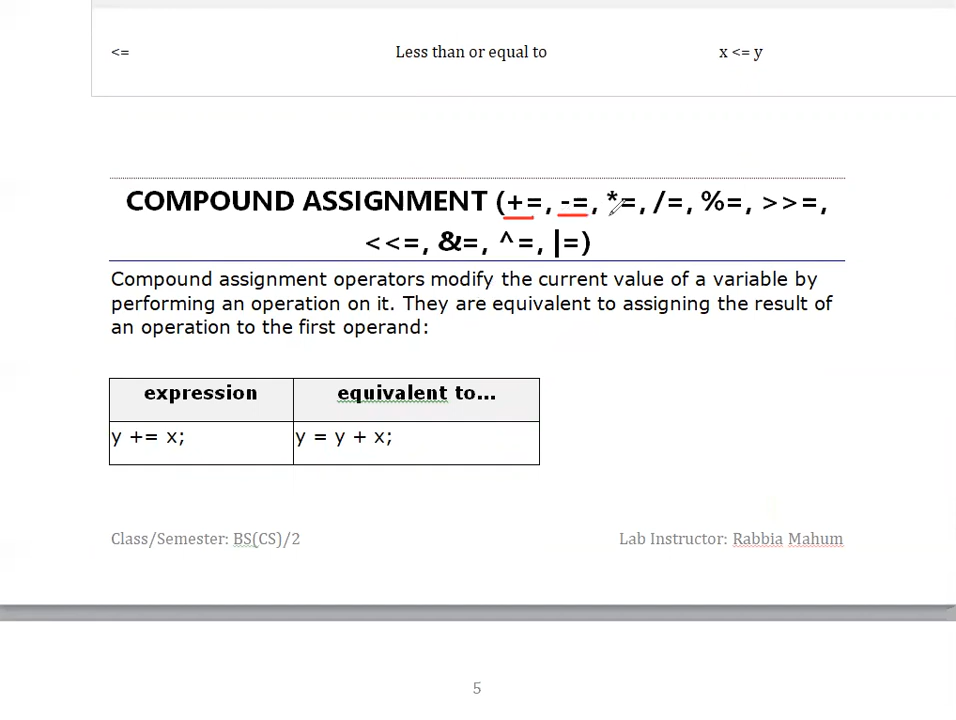 <= Less than or equal to x <= y
COMPOUND ASSIGNMENT (+=, -=, *=, /=, %=, >>=,
<<=, &=, ^=, |=)
Compound assignment operators modify the current value of a variable by
performing an operation on it. They are equivalent to assigning the result of
an operation to the first operand:
expression equivalent to...
y += x; y = y + x;
Class/Semester: BS(CS)/2 Lab Instructor: Rabbia Mahum
5